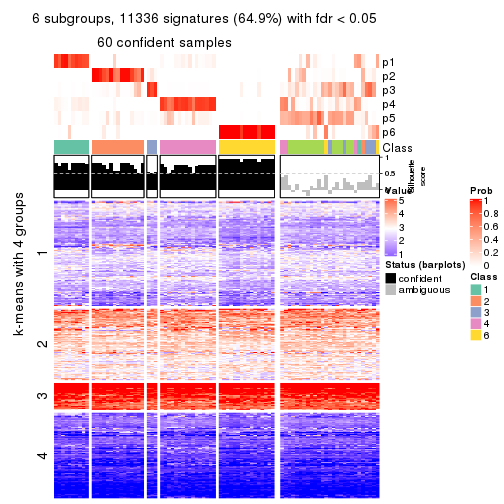 6 subgroups, 11336 signatures (64.9%) with fdr < 0.05
60 confident samples
p1
p2
p3
p4
p5
p6
Class
1
0.5
0
Silhouette
score
k-means with 4 groups
1
2
3
4
Value
5
4
3
2
1
Status (barplots)
confident
ambiguous
Prob
1
0.8
0.6
0.4
0.2
0
Class
1
2
3
4
6